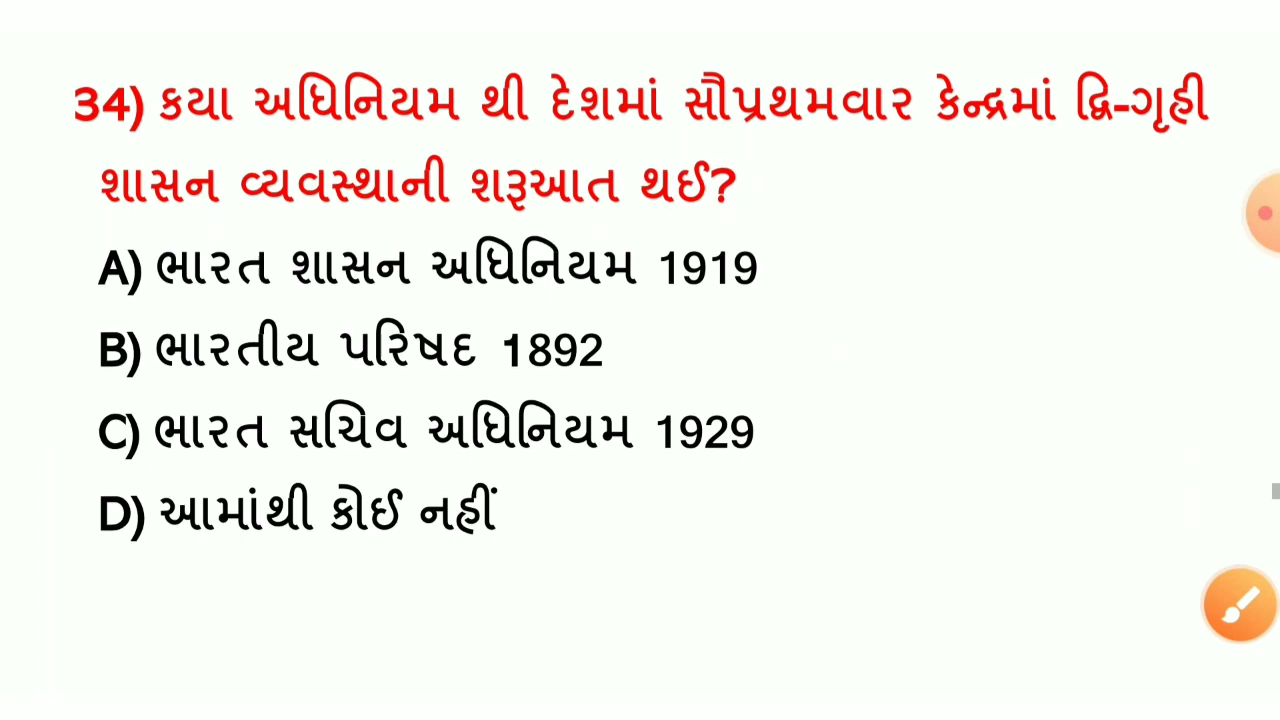 34) કયા અધિનિયમ થી દેશમાં સૌપ્રથમવાર કેન્દ્રમાં દ્વિ-ગૃહી
શાસન વ્યવસ્થાની શરૂઆત થઈ?
A) ભારત શાસન અધિનિયમ 1919
B) ભારતીય પરિષદ 1892
C) ભારત સચિવ અધિનિયમ 1929
D) આમાંથી કોઈ નહીં